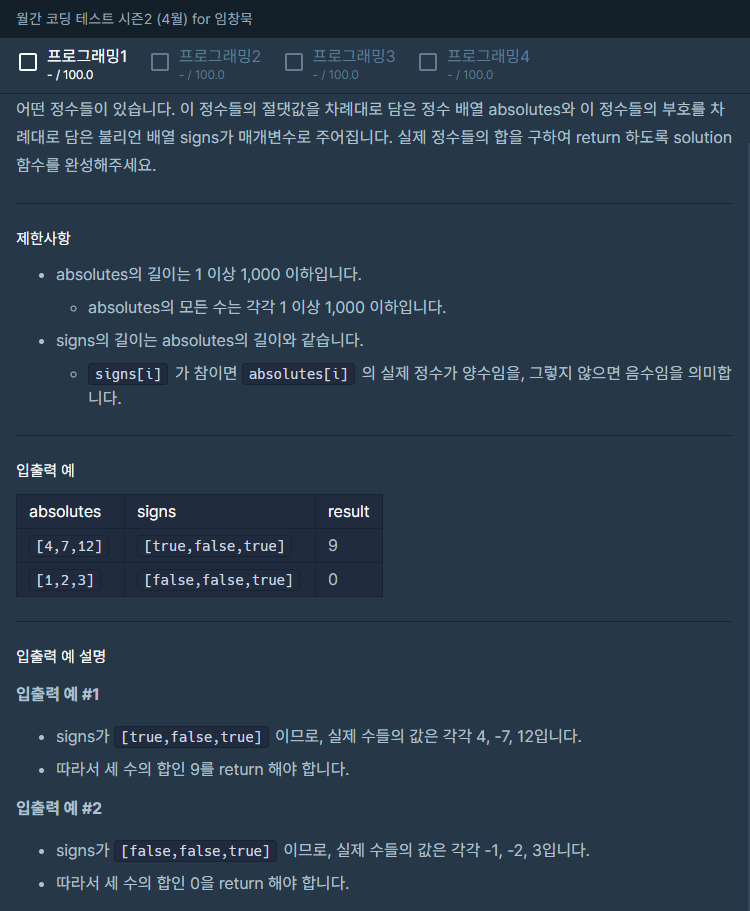 월간 코딩 테스트 시즌2 (4월) for 임창묵
프로그래밍1 프로그래밍2 프로그래밍3 프로그래밍4
- / 100.0 - / 100.0 - / 100.0 - / 100.0
어떤 정수들이 있습니다. 이 정수들의 절댓값을 차례대로 담은 정수 배열 absolutes와 이 정수들의 부호를 차
례대로 담은 불리언 배열 signs가 매개변수로 주어집니다. 실제 정수들의 합을 구하여 return 하도록 solution
함수를 완성해주세요.
제한사항
absolutes의 길이는 1 이상 1,000 이하입니다.
absolutes의 모든 수는 각각 1 이상 1,000 이하입니다.
signs의 길이는 absolutes의 길이와 같습니다.
signs[i] 가 참이면 absolutes[i] 의 실제 정수가 양수임을, 그렇지 않으면 음수임을 의미합
니다.
입출력 예
absolutes signs result
[4,7,12] [true,false,true] 9
[1,2,3] [false,false,true] 0
입출력 예 설명
입출력 예 #1
signs가 [true,false,true] 이므로, 실제 수들의 값은 각각 4, -7, 12입니다.
따라서 세 수의 합인 9를 return 해야 합니다.
입출력 예 #2
signs가 [false,false,true] 이므로, 실제 수들의 값은 각각 -1, -2, 3입니다.
따라서 세 수의 합인 0을 return 해야 합니다.